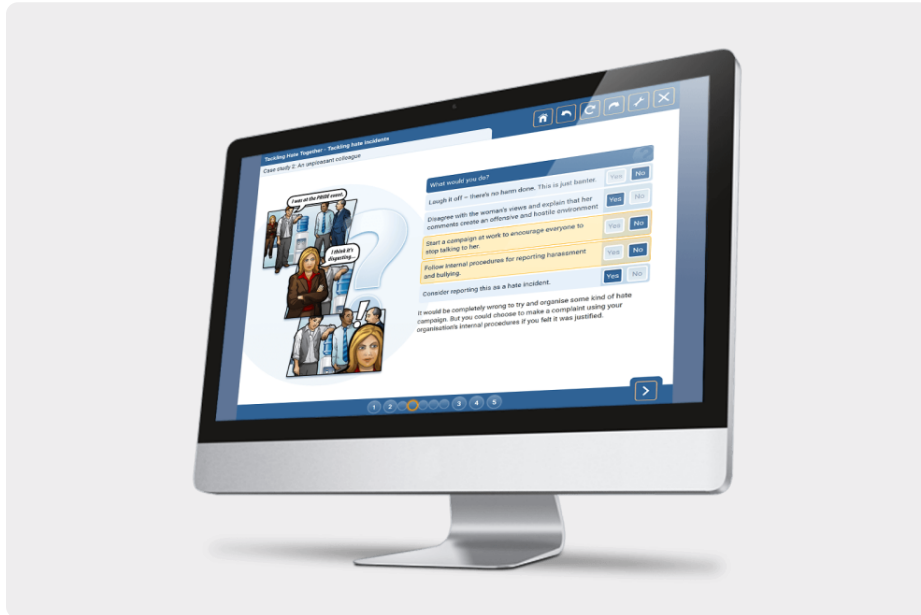 Tackling Hate Together - Tackling hate incidents
Case study 2: An unpleasant colleague
I was at the PRIDE event.
I think it's
disgusting...
What would you do?
Laugh it off – there's no harm done. This is just banter.
Yes
No
Disagree with the woman's views and explain that her
comments create an offensive and hostile environment
Yes
No
Start a campaign at work to encourage everyone to
stop talking to her.
Yes
No
Follow internal procedures for reporting harassment
and bullying.
Yes
No
Consider reporting this as a hate incident.
Yes
No
It would be completely wrong to try and organise some kind of hate
campaign. But you could choose to make a complaint using your
organisation's internal procedures if you felt it was justified.
1 2 3 4 5